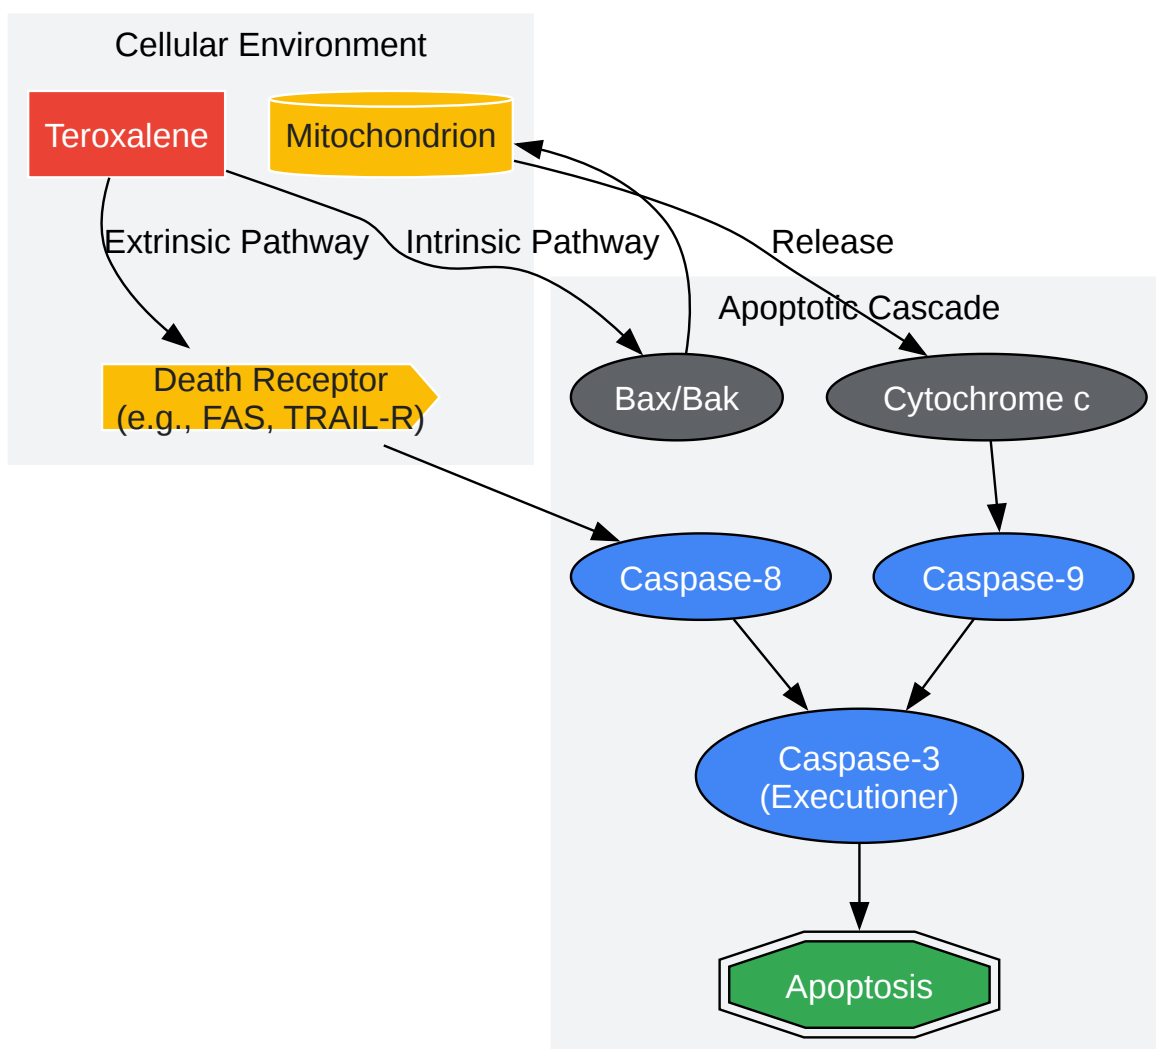 Cellular Environment
Teroxalene
Mitochondrion
Extrinsic Pathway
Intrinsic Pathway
Release
Apoptotic Cascade
Death Receptor
(e.g., FAS, TRAIL-R)
Bax/Bak
Cytochrome c
Caspase-8
Caspase-9
Caspase-3
(Executioner)
Apoptosis